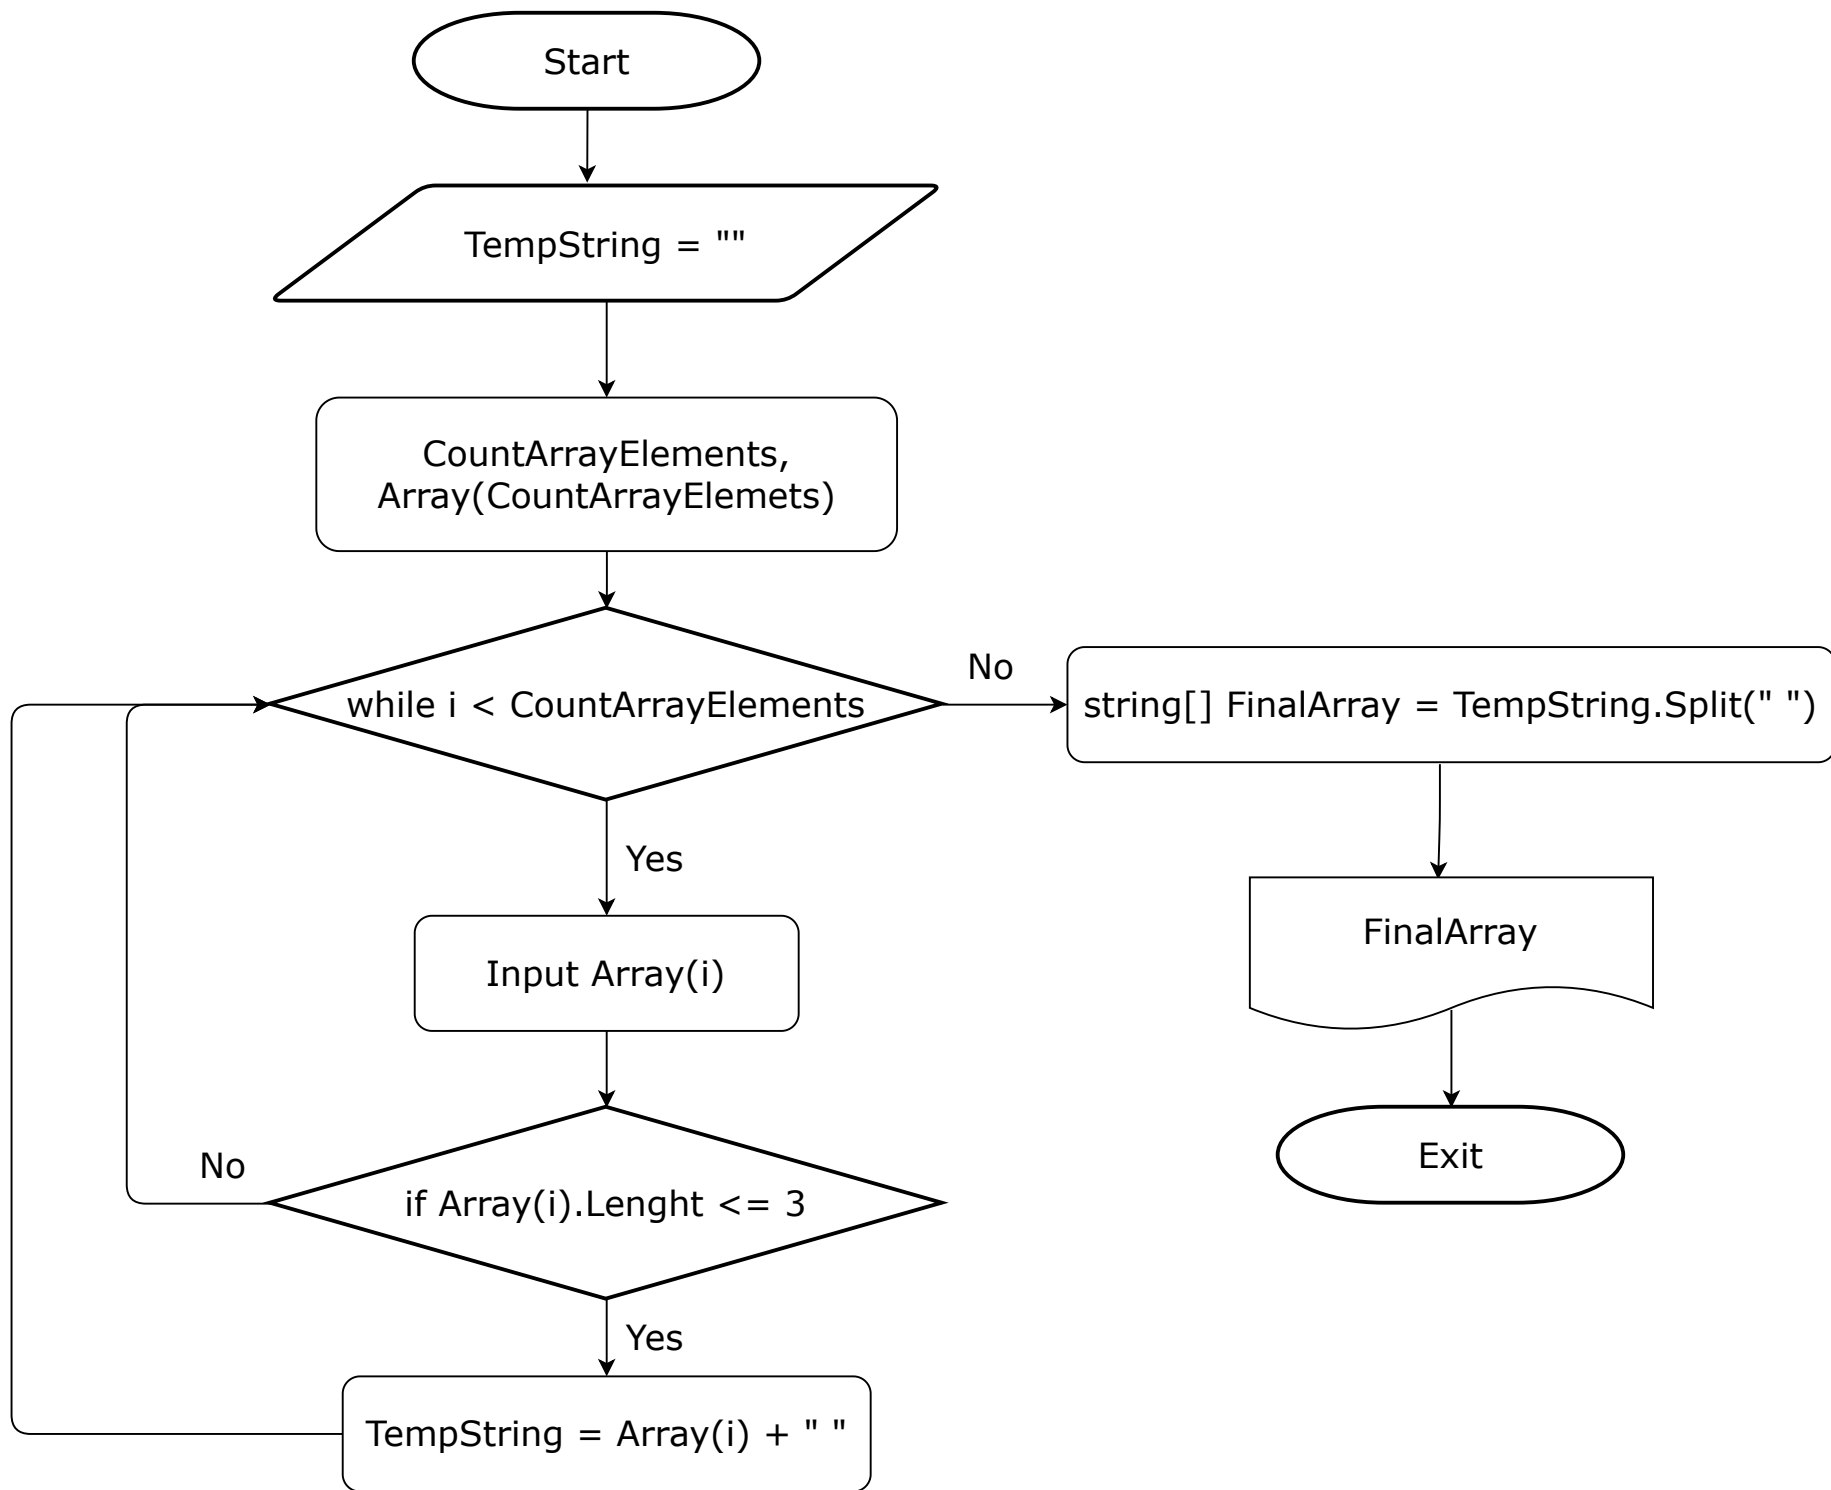 Start
TempString = ""
CountArrayElements,
Array(CountArrayElemets)
while i < CountArrayElements
No
string[] FinalArray = TempString.Split(" ")
Yes
Input Array(i)
FinalArray
No
if Array(i).Lenght <= 3
Exit
Yes
TempString = Array(i) + " "